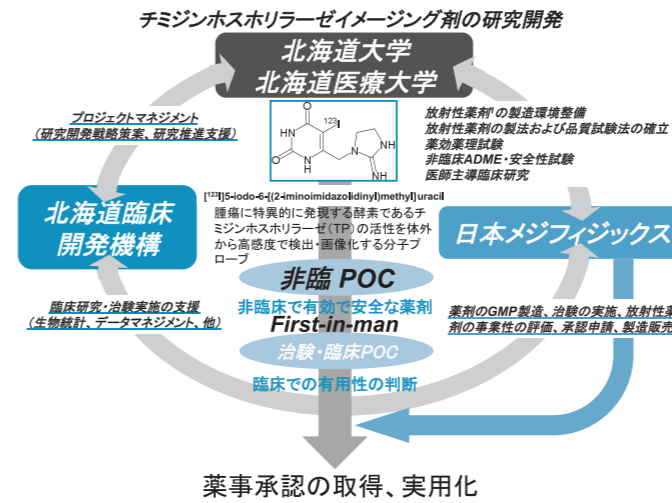 チミジンホスホリラーゼイメージング剤の研究開発
北海道大学
北海道医療大学
プロジェクトマネジメント
（研究開発戦略策案、研究推進支援）
O
123I
HN
N
NH
O
N
H
NH
放射性薬剤の製造環境整備
放射性薬剤の製法および品質試験法の確立
薬効薬理試験
非臨床ADME・安全性試験
医師主導臨床研究
[123I]5-iodo-6-[(2-iminoimidazolidinyl)methyl]uracil
北海道臨床
開発機構
腫瘍に特異的に発現する酵素であるチ
ミジンホスホリラーゼ（TP）の活性を体外
から高感度で検出・画像化する分子プ
ローブ
日本メジフィジックス
非臨 POC
非臨床で有効で安全な薬剤
First-in-man
治験・臨床POC
臨床での有用性の判断
臨床研究・治験実施の支援
（生物統計、データマネジメント、他）
薬剤のGMP製造、治験の実施、放射性薬
剤の事業性の評価、承認申請、製造販売
薬事承認の取得、実用化